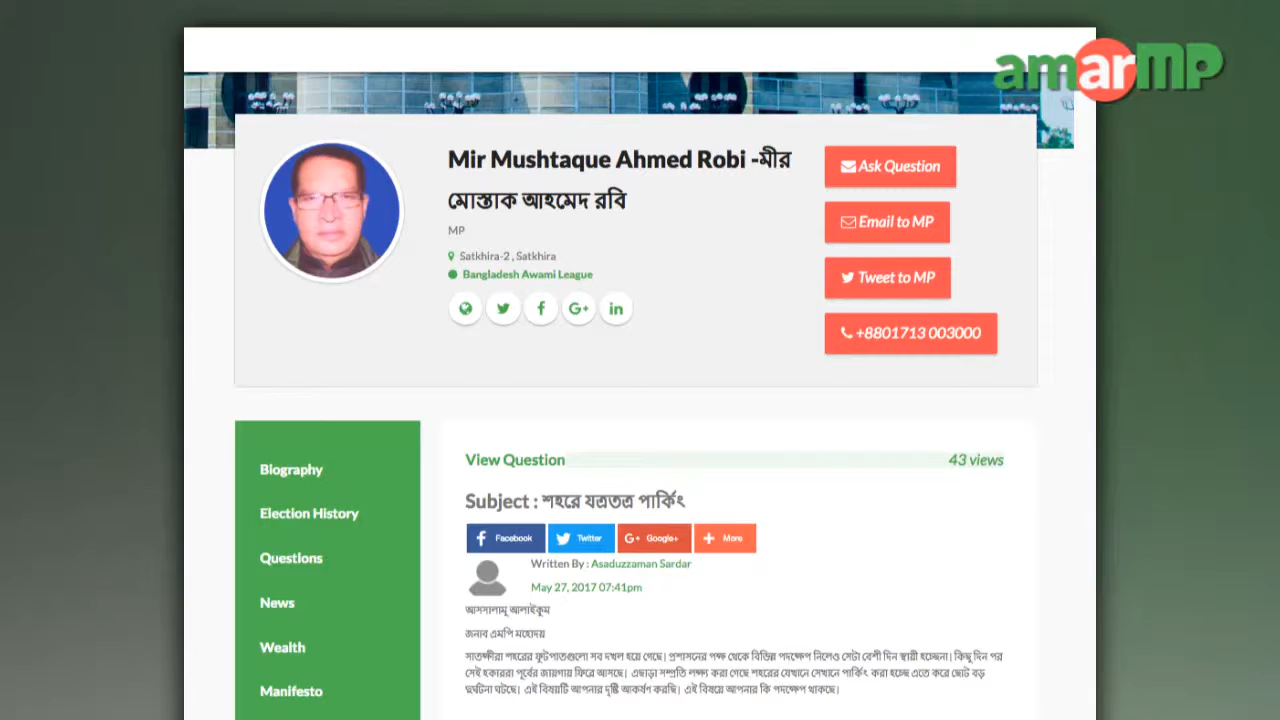 amarMP
Mir Mushtaque Ahmed Robi -মীর
মোস্তাক আহমেদ রবি
MP
Satkhira-2 , Satkhira
Bangladesh Awami League
Ask Question
Email to MP
Tweet to MP
+8801713 003000
Biography
Election History
Questions
News
Wealth
Manifesto
View Question
43 views
Subject : শহরে যত্রতত্র পার্কিং
Facebook
Twitter
Google+
More
Written By : Asaduzzaman Sardar
May 27, 2017 07:41pm
আসসালামু আলাইকুম
জনাব এমপি মহোদয়
সাতক্ষীরা শহরের ফুটপাতগুলো সব দখল হয়ে গেছে। প্রশাসনের পক্ষ থেকে বিভিন্ন পদক্ষেপ নিলেও সেটা বেশী দিন স্থায়ী হচ্ছেনা। কিছু দিন পর
সেই হকাররা পূর্বের জায়গায় ফিরে আসছে। এছাড়া সম্প্রতি লক্ষ্য করা গেছে শহরের যেখানে সেখানে পার্কিং করা হচ্ছে এতে করে ছোট বড়
দুর্ঘটনা ঘটছে। এই বিষয়টি আপনার দৃষ্টি আকর্ষণ করছি। এই বিষয়ে আপনার কি পদক্ষেপ থাকছে।